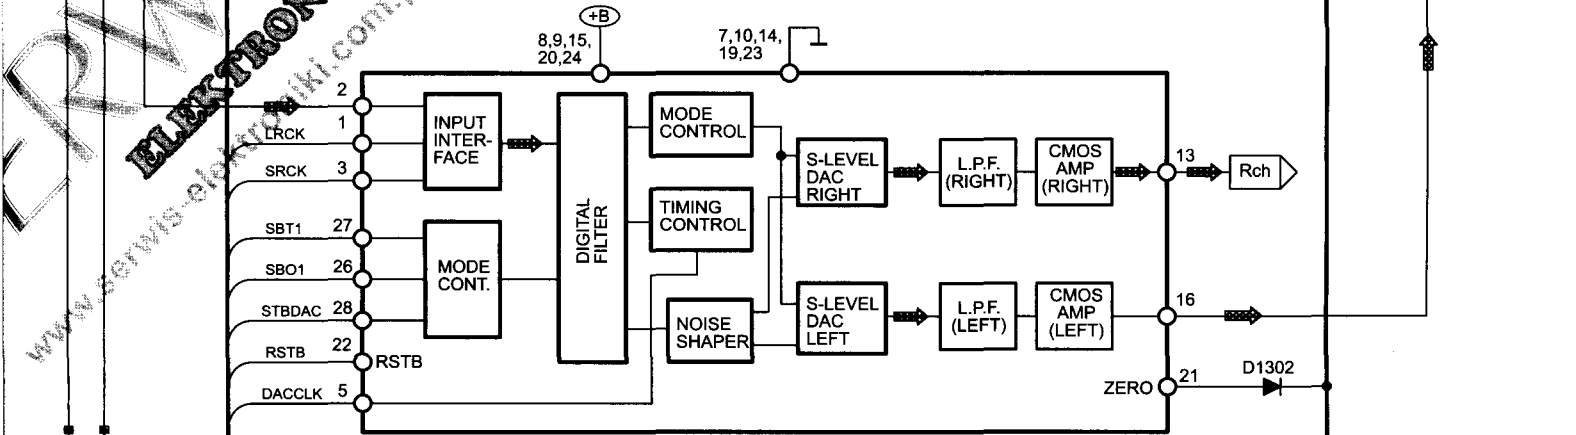 +B
8,9,15,
20,24
7,10,14,
19,23
2
LRCK 1
SRCK 3
SBT1 27
SBO1 26
STBDAC 28
RSTB 22
RSTB
DACCLK 5
INPUT
INTER-
FACE
MODE
CONT.
DIGITAL
FILTER
MODE
CONTROL
TIMING
CONTROL
NOISE
SHAPER
S-LEVEL
DAC
RIGHT
L.P.F.
(RIGHT)
CMOS
AMP
(RIGHT)
13
Rch
S-LEVEL
DAC
LEFT
L.P.F.
(LEFT)
CMOS
AMP
(LEFT)
16
ZERO 21
D1302
ELEKTRON
www.serwis-elektroniki.com.